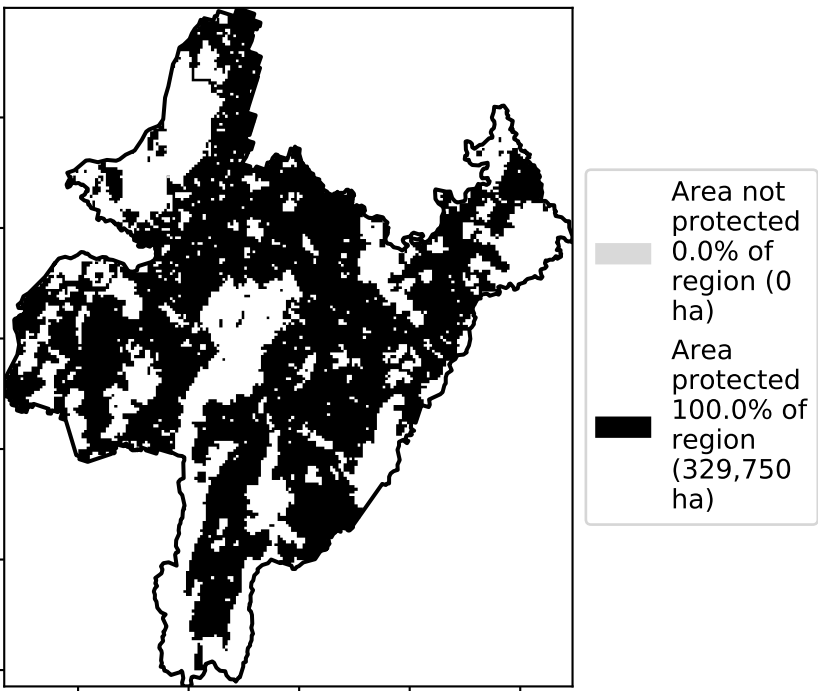 Area not
protected
0.0% of
region (0
ha)
Area
protected
100.0% of
region
(329,750
ha)